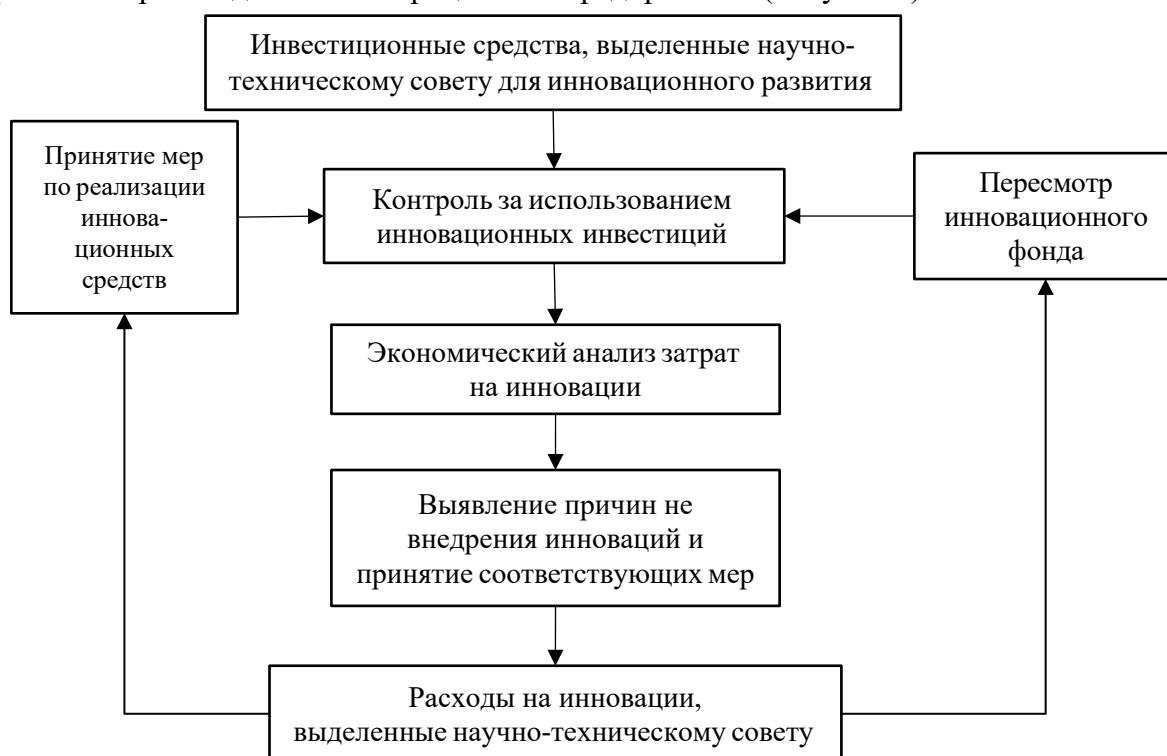 Инвестиционные средства, выделенные научно-
техническому совету для инновационного развития
Принятие мер
по реализации
иннова-
ционных
средств
Контроль за использованием
инновационных инвестиций
Пересмотр
инновационного
фонда
Экономический анализ затрат
на инновации
Выявление причин не
внедрения инноваций и
принятие соответствующих мер
Расходы на инновации,
выделенные научно-техническому совету